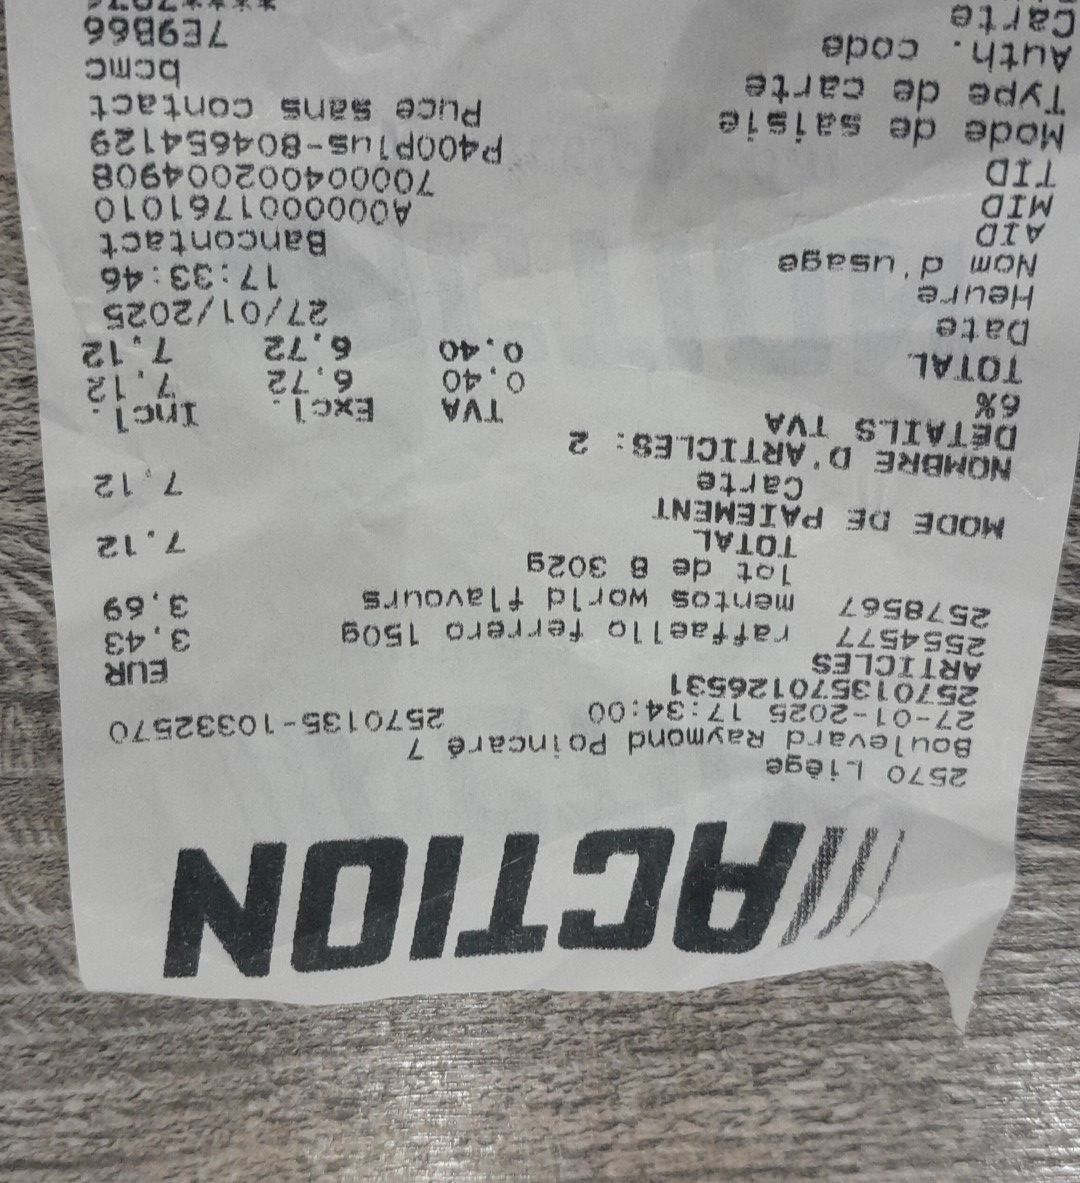 ACTION
2570 Liège
Boulevard Raymond Poincaré 7
27-01-2025 17:34:00 2570135-10332570
257013570126531
ARTICLES EUR
2554577 raffaello ferrero 150g 3,43
2578567 mentos world flavours 3,69
lot de 8 302g
TOTAL 7,12
MODE DE PAIEMENT
Carte 7,12
NOMBRE D'ARTICLES: 2
DETAILS TVA TVA Excl. Incl.
6% 0,40 6,72 7,12
TOTAL 0,40 6,72 7,12
Date 27/01/2025
Heure 17:33:46
Nom d'usage Bancontact
AID A0000001761010
MID 700004002004908
TID P400Plus-804654129
Mode de saisie Puce sans contact
Type de carte bcmc
Auth. code 7E9B66
Carte